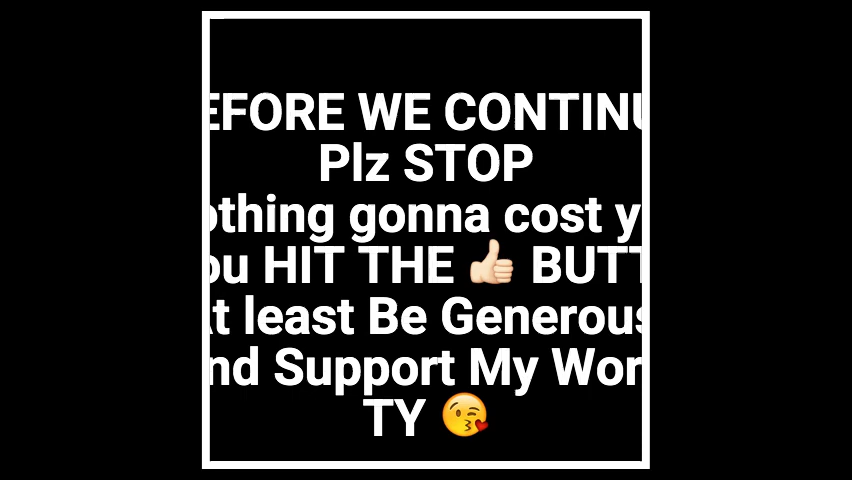 EFORE WE CONTINU
Plz STOP
othing gonna cost y
ou HIT THE 👍🏻 BUTT
t least Be Generous
nd Support My Wor
TY 😘